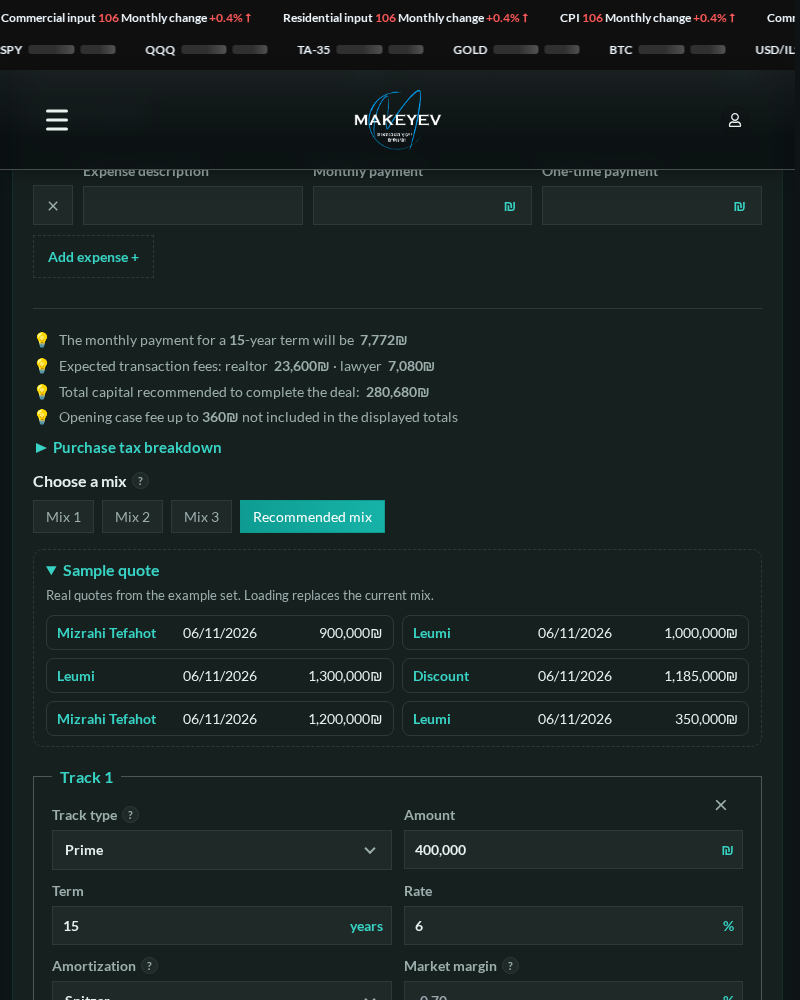 Commercial input 106 Monthly change +0.4% ↑ Residential input 106 Monthly change +0.4% ↑ CPI 106 Monthly change +0.4% ↑
SPY QQQ TA-35 GOLD BTC
MAKEYEV
Expense description Monthly payment One-time payment
× ₪ ₪
Add expense +
💡 The monthly payment for a 15-year term will be 7,772₪
💡 Expected transaction fees: realtor 23,600₪ · lawyer 7,080₪
💡 Total capital recommended to complete the deal: 280,680₪
💡 Opening case fee up to 360₪ not included in the displayed totals
▶ Purchase tax breakdown
Choose a mix ?
Mix 1 Mix 2 Mix 3 Recommended mix
▼ Sample quote
Real quotes from the example set. Loading replaces the current mix.
Mizrahi Tefahot 06/11/2026 900,000₪ Leumi 06/11/2026 1,000,000₪
Leumi 06/11/2026 1,300,000₪ Discount 06/11/2026 1,185,000₪
Mizrahi Tefahot 06/11/2026 1,200,000₪ Leumi 06/11/2026 350,000₪
Track 1
×
Track type ? Amount
Prime 400,000 ₪
Term Rate
15 years 6 %
Amortization ? Market margin ?
Spitzer -0.70 %